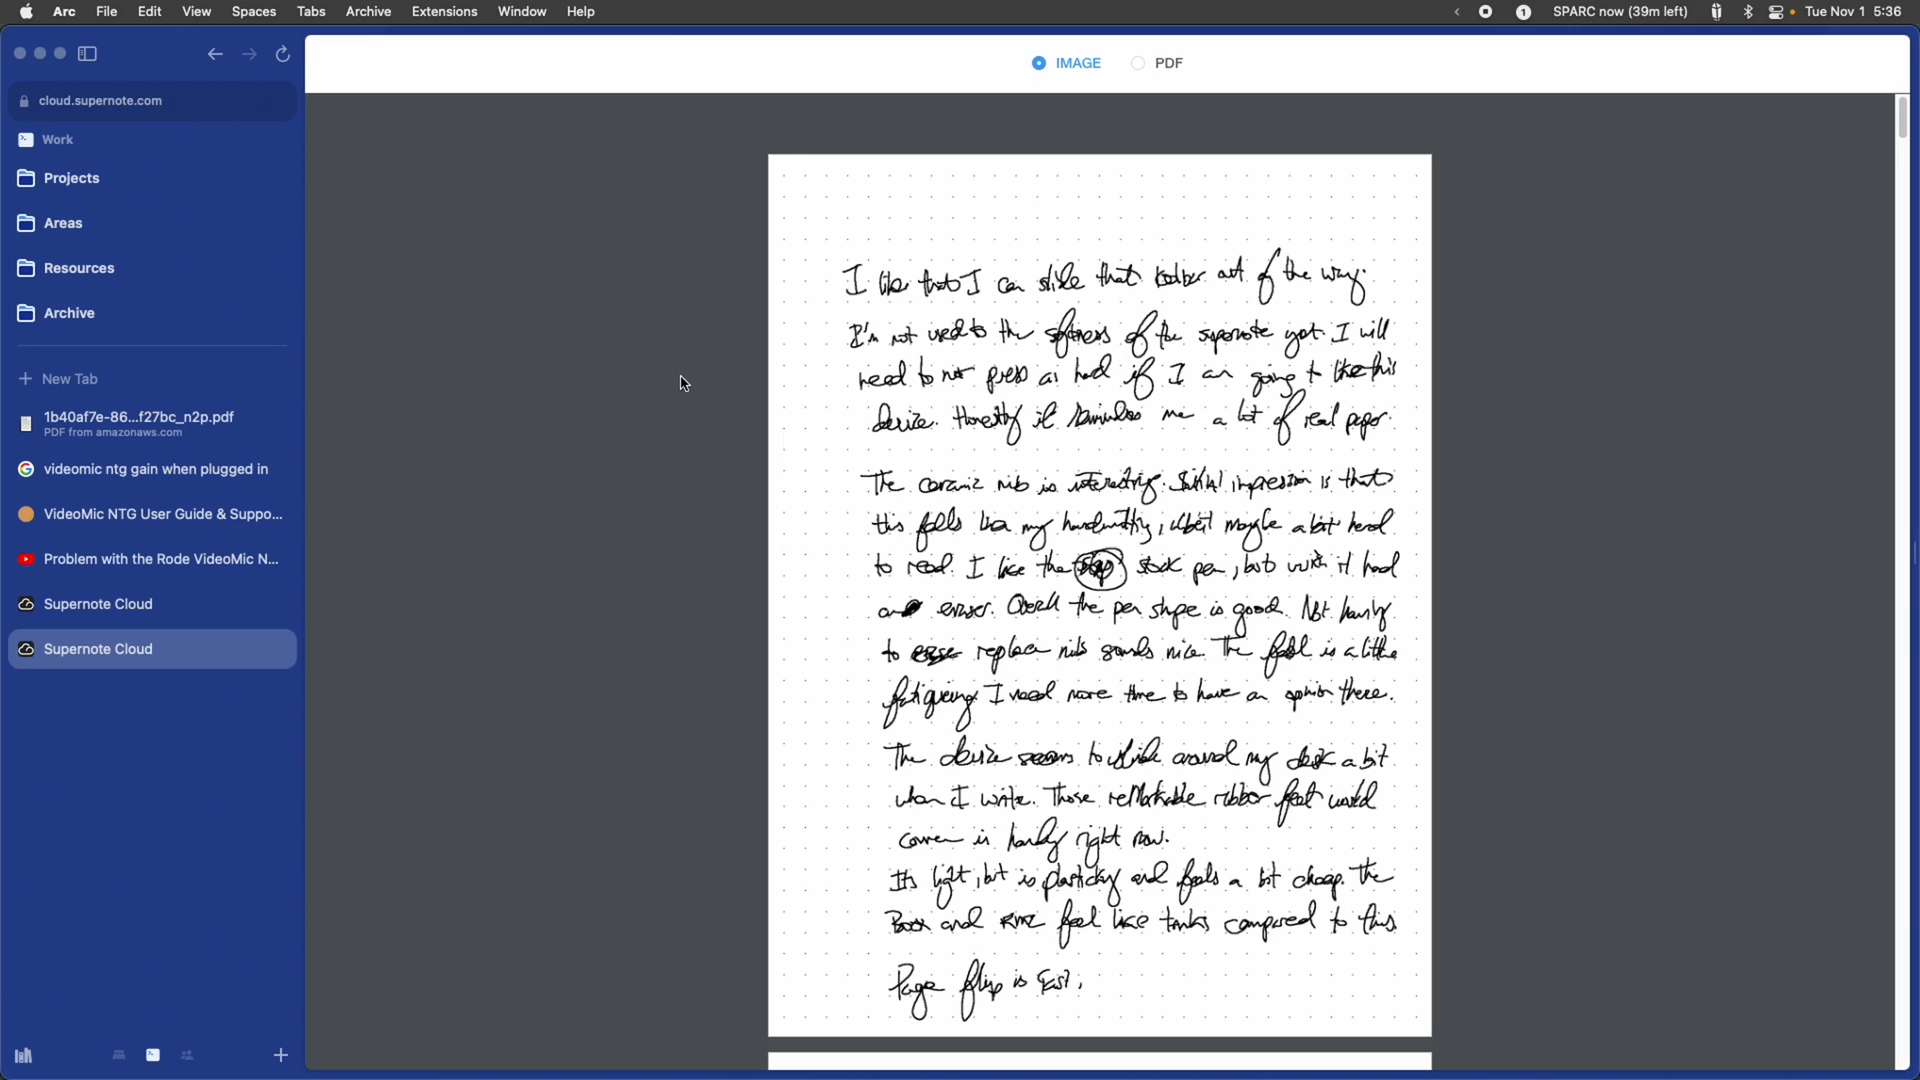 Arc File Edit View Spaces Tabs Archive Extensions Window Help
1 SPARC now (39m left) Tue Nov 1 5:36
cloud.supernote.com
Work
Projects
Areas
Resources
Archive
New Tab
1b40af7e-86...f27bc_n2p.pdf
PDF from amazonaws.com
videomic ntg gain when plugged in
VideoMic NTG User Guide & Suppo...
Problem with the Rode VideoMic N...
Supernote Cloud
Supernote Cloud
IMAGE PDF
I like that I can slide that toolbar out of the way.
I'm not used to the softness of the supernote yet. I will
need to not press as hard if I am going to like this
device. Honestly it reminds me a lot of real paper.
The ceramic nib is interesting. Initial impression is that
this feels like my handwriting, albeit maybe a bit hard
to read. I like the stock pen, but wish it had
an eraser. Overall the pen shape is good. Not having
to replace nibs sounds nice. The feel is a little
fatiguing I need more time to have an opinion there.
The device seems to slide around my desk a bit
when I write. Those reMarkable rubber feet would
come in handy right now.
Its light, but is plasticky and feels a bit cheap. The
Boox and RM2 feel like tanks compared to this.
Page flip is fast.